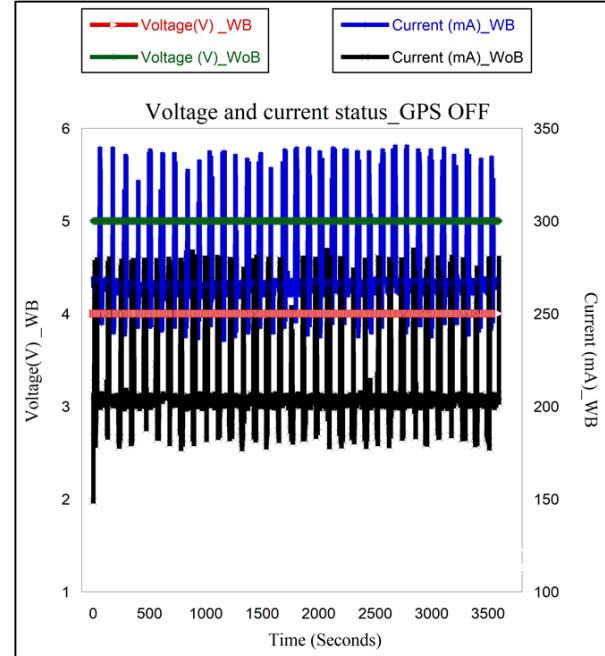 Voltage(V) _WB
Current (mA)_WB
Voltage (V)_WoB
Current (mA)_WoB
Voltage and current status_GPS OFF
6
350
5
300
4
250
3
200
2
150
1
100
Voltage(V) _WB
Current (mA)_WB
0 500 1000 1500 2000 2500 3000 3500
Time (Seconds)